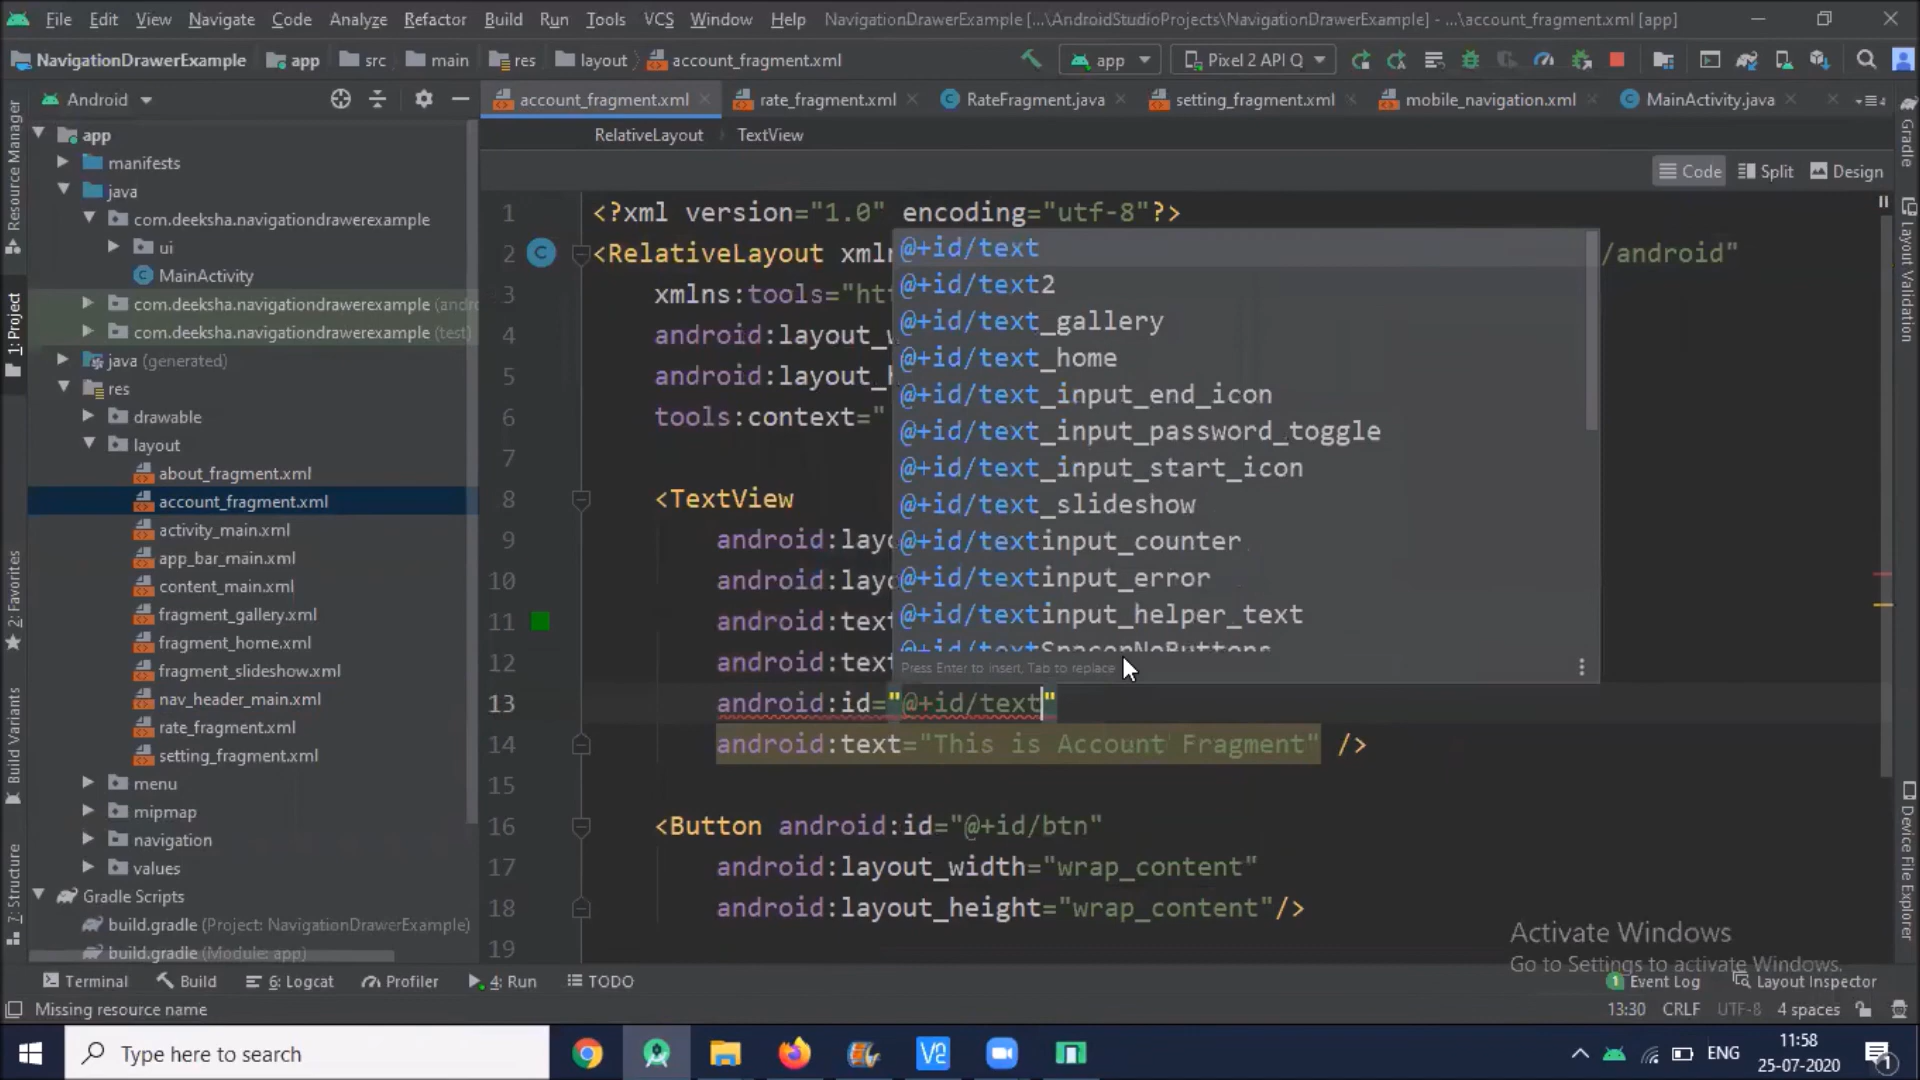 File Edit View Navigate Code Analyze Refactor Build Run Tools VCS Window Help NavigationDrawerExample [...\AndroidStudioProjects\NavigationDrawerExample] - ...\account_fragment.xml [app]
NavigationDrawerExample app src main res layout account_fragment.xml app Pixel 2 API Q
Android account_fragment.xml rate_fragment.xml RateFragment.java setting_fragment.xml mobile_navigation.xml MainActivity.java
RelativeLayout TextView
Code Split Design
Resource Manager
1: Project
2: Favorites
Build Variants
7: Structure
Gradle
Layout Validation
Device File Explorer
app
manifests
java
com.deeksha.navigationdrawerexample
ui
MainActivity
com.deeksha.navigationdrawerexample (andro
com.deeksha.navigationdrawerexample (test)
java (generated)
res
drawable
layout
about_fragment.xml
account_fragment.xml
activity_main.xml
app_bar_main.xml
content_main.xml
fragment_gallery.xml
fragment_home.xml
fragment_slideshow.xml
nav_header_main.xml
rate_fragment.xml
setting_fragment.xml
menu
mipmap
navigation
values
Gradle Scripts
build.gradle (Project: NavigationDrawerExample)
build.gradle (Module: app)
1 <?xml version="1.0" encoding="utf-8"?>
2 <RelativeLayout xmln /android"
3 xmlns:tools="htt
4 android:layout_w
5 android:layout_h
6 tools:context="
7
8 <TextView
9 android:layo
10 android:layo
11 android:tex
12 android:tex
13 android:id="@+id/text"
14 android:text="This is Account Fragment" />
15
16 <Button android:id="@+id/btn"
17 android:layout_width="wrap_content"
18 android:layout_height="wrap_content"/>
19
@+id/text
@+id/text2
@+id/text_gallery
@+id/text_home
@+id/text_input_end_icon
@+id/text_input_password_toggle
@+id/text_input_start_icon
@+id/text_slideshow
@+id/textinput_counter
@+id/textinput_error
@+id/textinput_helper_text
@+id/textSpacerNoButtons
Press Enter to insert, Tab to replace
Activate Windows
Go to Settings to activate Windows.
Terminal Build 6: Logcat Profiler 4: Run TODO 1 Event Log Layout Inspector
Missing resource name 13:30 CRLF UTF-8 4 spaces
Type here to search ENG 11:58
25-07-2020 1